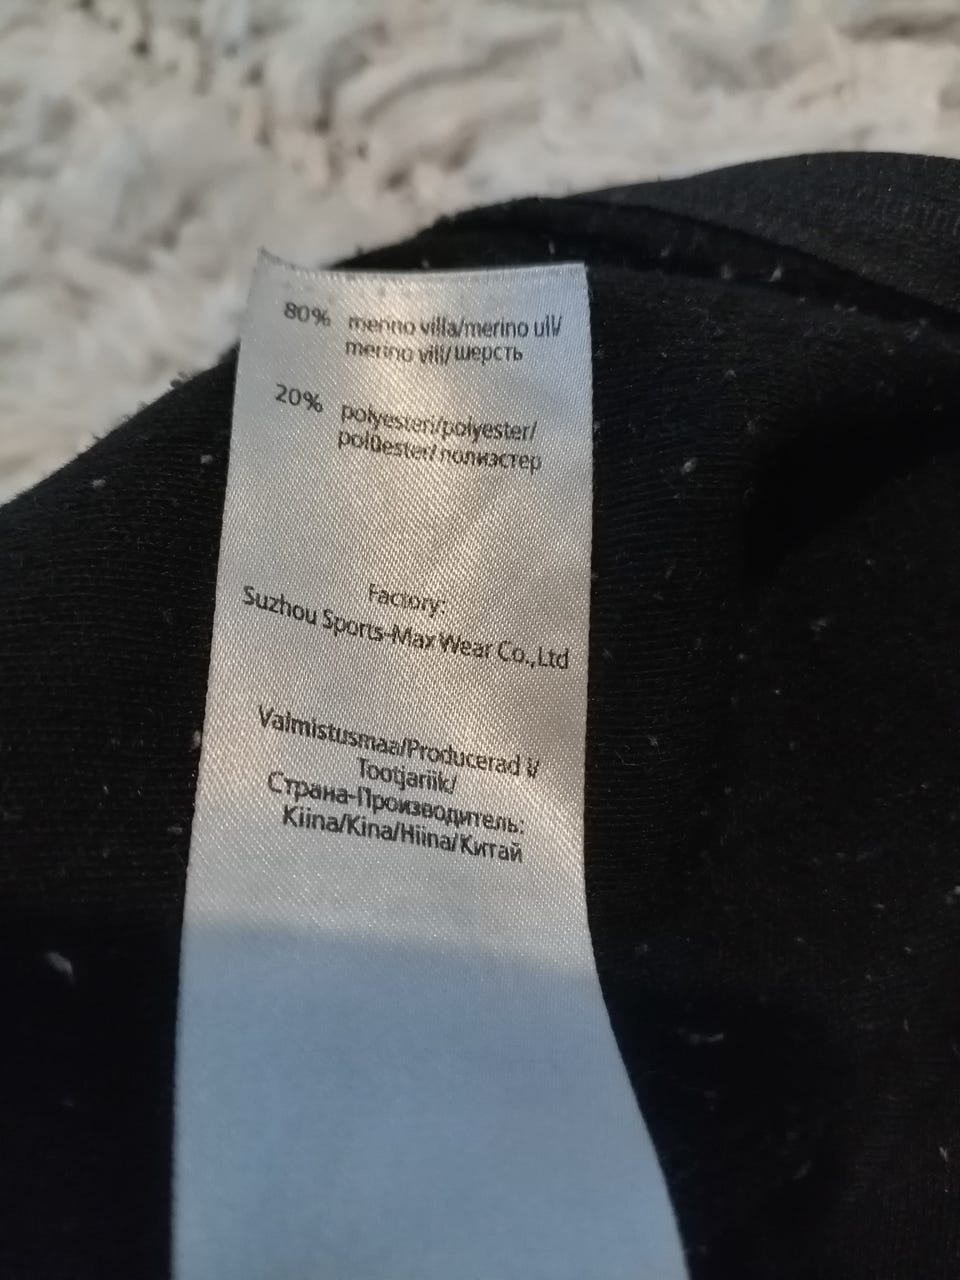 80% merino villa/merino ull/
merino vill/шерсть
20% polyesteri/polyester/
polüester/полиэстер
Factory:
Suzhou Sports-Max Wear Co.,Ltd
Valmistusmaa/Producerad i/
Tootjariik/
Страна-Производитель:
Kiina/Kina/Hiina/Китай